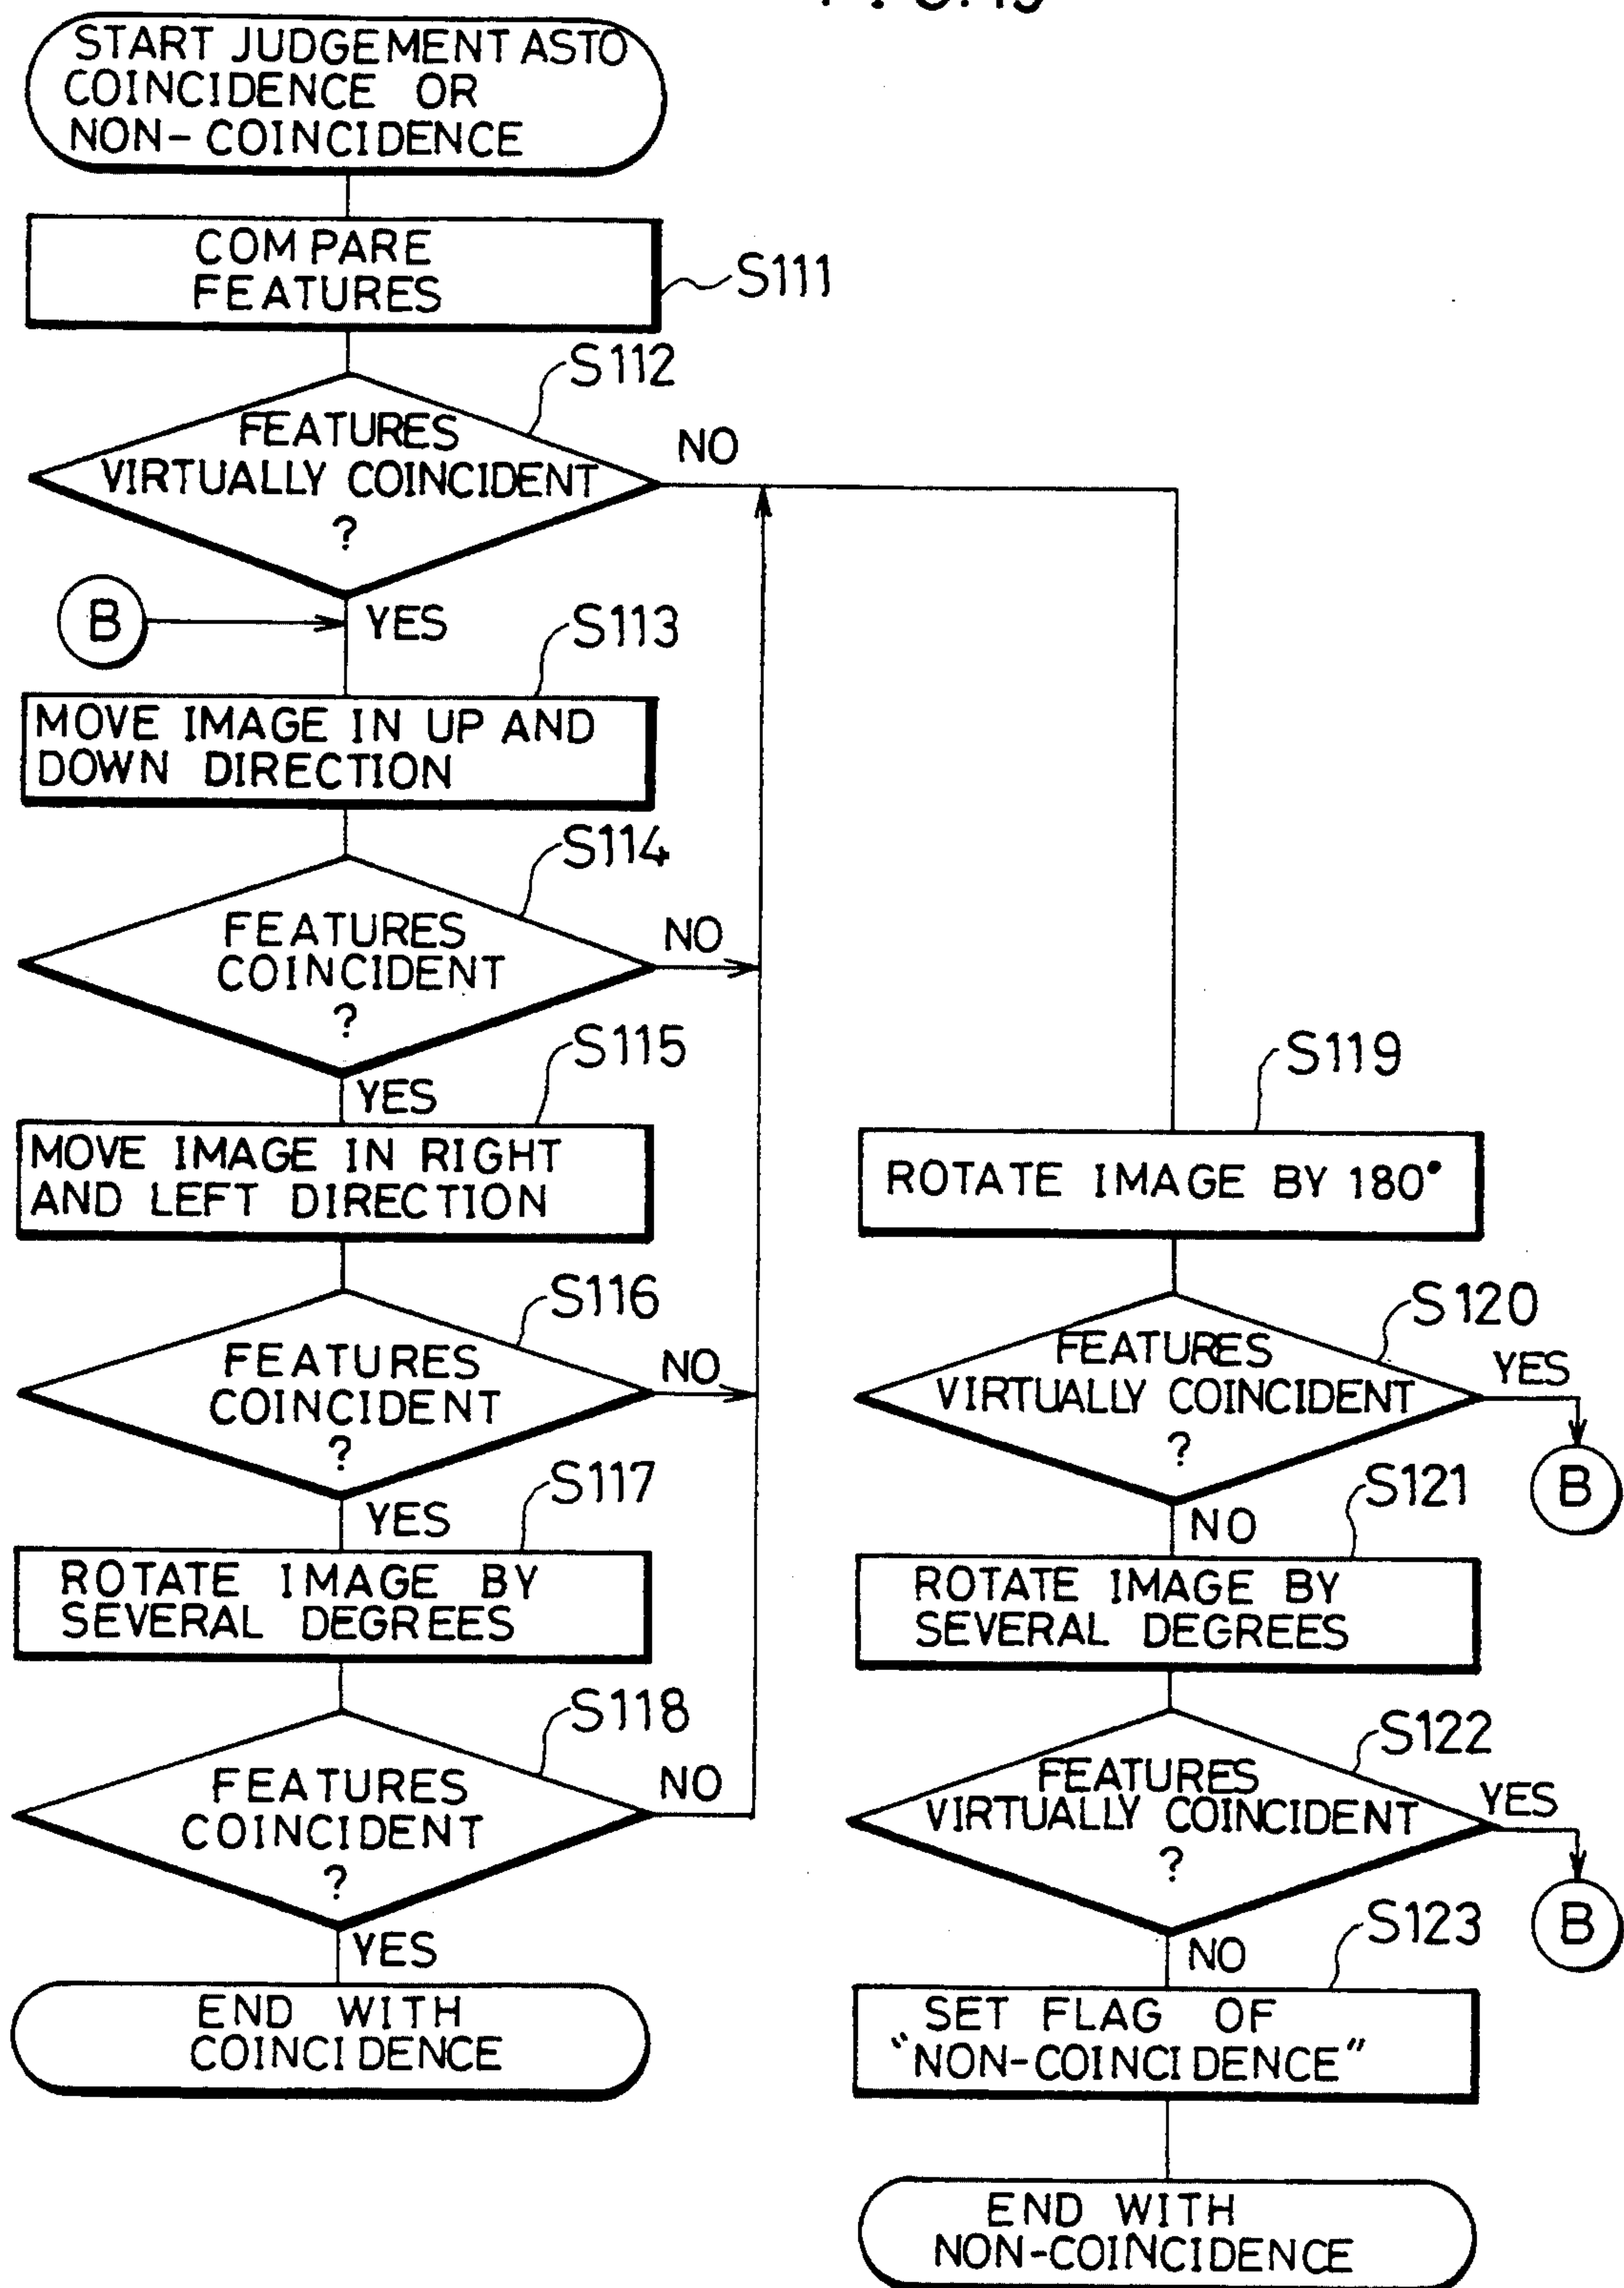 START JUDGEMENT ASTO
COINCIDENCE OR
NON-COINCIDENCE
COMPARE
FEATURES
S111
S112
FEATURES
VIRTUALLY COINCIDENT
?
NO
B
YES
S113
MOVE IMAGE IN UP AND
DOWN DIRECTION
S114
FEATURES
COINCIDENT
?
NO
YES
S115
MOVE IMAGE IN RIGHT
AND LEFT DIRECTION
S116
FEATURES
COINCIDENT
?
NO
YES
S117
ROTATE IMAGE BY
SEVERAL DEGREES
S118
FEATURES
COINCIDENT
?
NO
YES
END WITH
COINCIDENCE
S119
ROTATE IMAGE BY 180°
S120
FEATURES
VIRTUALLY COINCIDENT
?
YES
B
NO
S121
ROTATE IMAGE BY
SEVERAL DEGREES
S122
FEATURES
VIRTUALLY COINCIDENT
?
YES
B
NO
S123
SET FLAG OF
"NON-COINCIDENCE"
END WITH
NON-COINCIDENCE